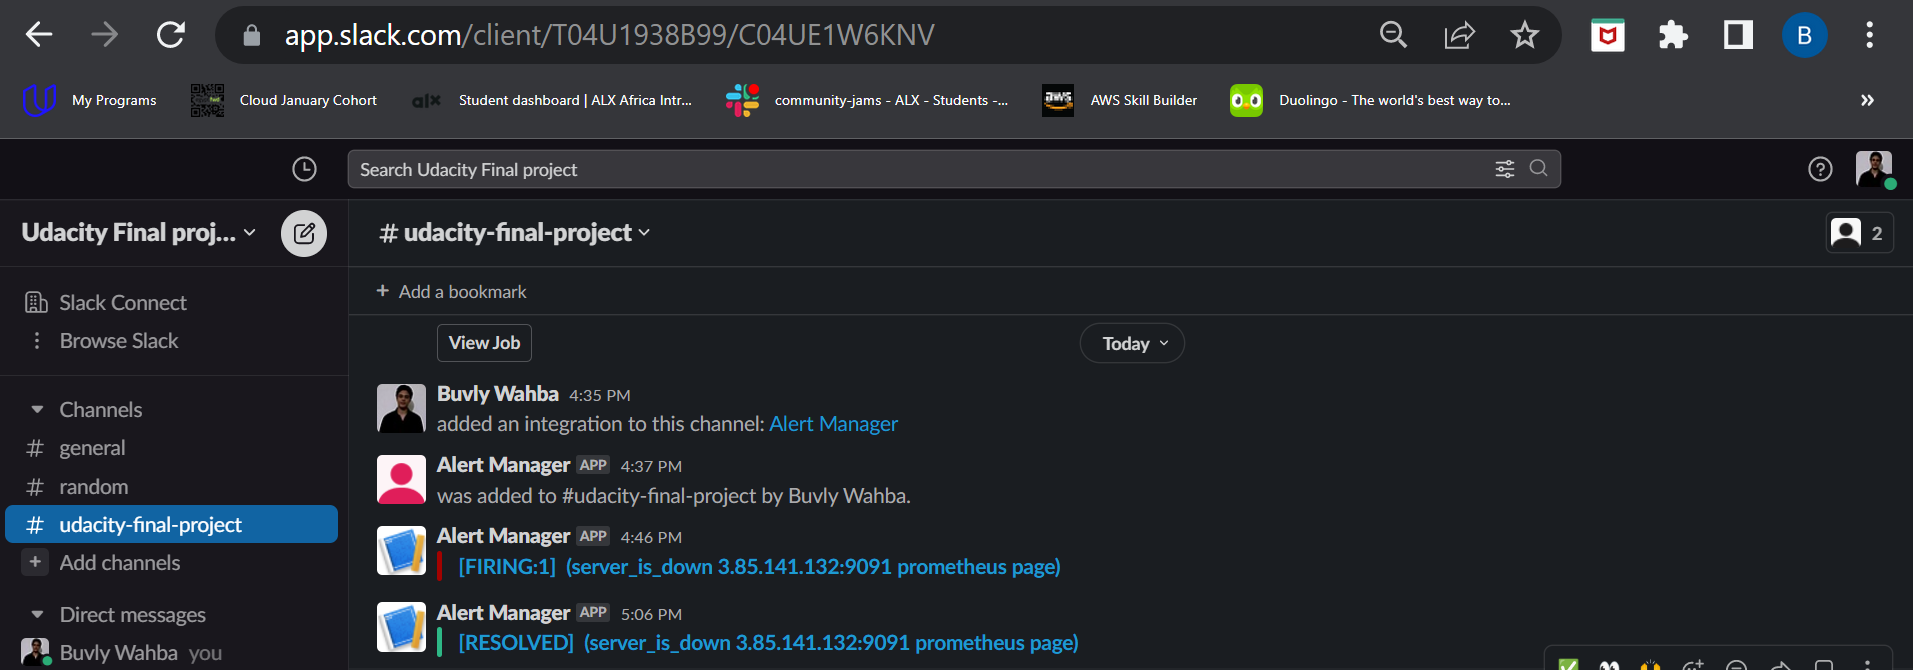 app.slack.com/client/T04U1938B99/C04UE1W6KNV
B
My Programs
Cloud January Cohort
alx
Student dashboard | ALX Africa Intr...
community-jams - ALX - Students -...
aws
AWS Skill Builder
Duolingo - The world's best way to...
»
Search Udacity Final project
Udacity Final proj...
# udacity-final-project
2
Slack Connect
Browse Slack
+ Add a bookmark
View Job
Today
Channels
# general
# random
# udacity-final-project
+ Add channels
Direct messages
Buvly Wahba you
Buvly Wahba 4:35 PM
added an integration to this channel: Alert Manager
Alert Manager APP 4:37 PM
was added to #udacity-final-project by Buvly Wahba.
Alert Manager APP 4:46 PM
[FIRING:1] (server_is_down 3.85.141.132:9091 prometheus page)
Alert Manager APP 5:06 PM
[RESOLVED] (server_is_down 3.85.141.132:9091 prometheus page)